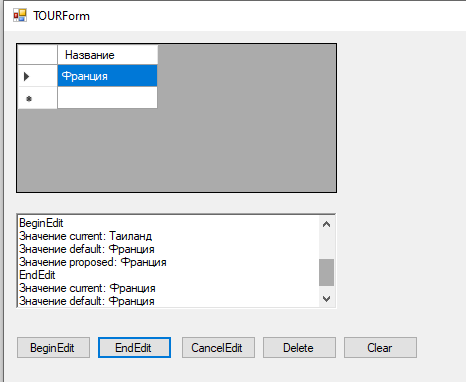 TOURForm
Название
Франция
BeginEdit
Значение current: Таиланд
Значение default: Франция
Значение proposed: Франция
EndEdit
Значение current: Франция
Значение default: Франция
BeginEdit EndEdit CancelEdit Delete Clear